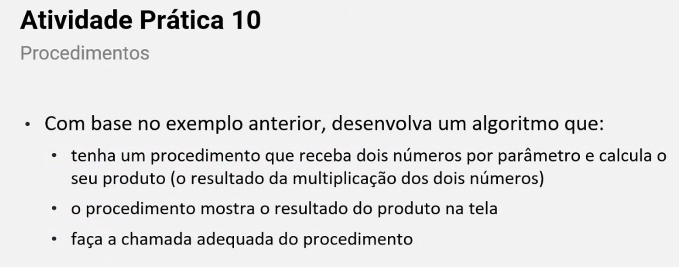 Atividade Prática 10
Procedimentos
• Com base no exemplo anterior, desenvolva um algoritmo que:
• tenha um procedimento que receba dois números por parâmetro e calcula o
seu produto (o resultado da multiplicação dos dois números)
• o procedimento mostra o resultado do produto na tela
• faça a chamada adequada do procedimento